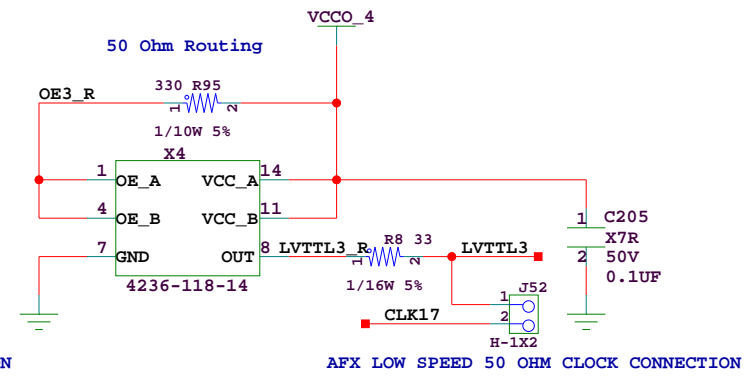 VCCO_4
50 Ohm Routing
OE3_R
330 R95
1 2
1/10W 5%
X4
1 OE_A VCC_A 14
4 OE_B VCC_B 11
7 GND OUT 8
4236-118-14
LVTTL3_R
R8 33
1 2
1/16W 5%
LVTTL3
1 C205
X7R
2 50V
0.1UF
J52
1
2
CLK17
H-1X2
N
AFX LOW SPEED 50 OHM CLOCK CONNECTION